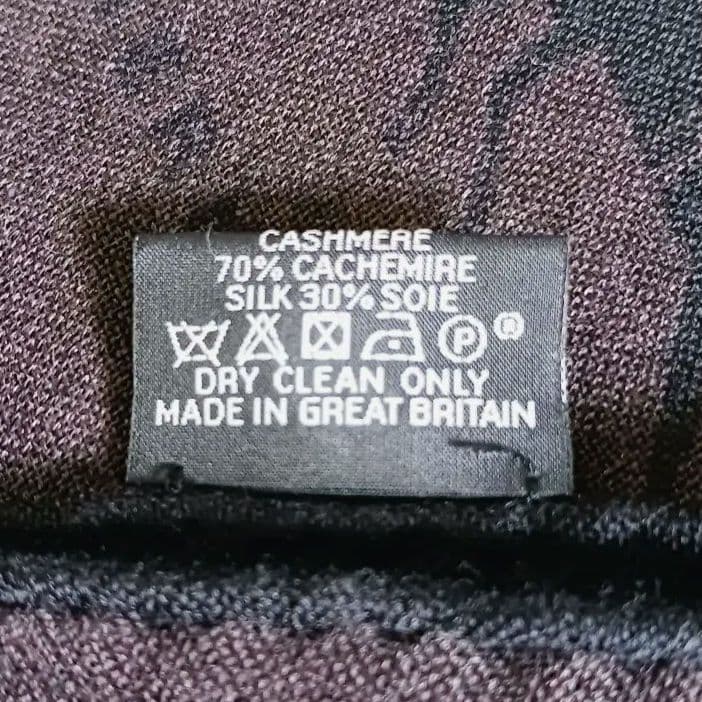 CASHMERE
70% CACHEMIRE
SILK 30% SOIE
P ®
DRY CLEAN ONLY
MADE IN GREAT BRITAIN